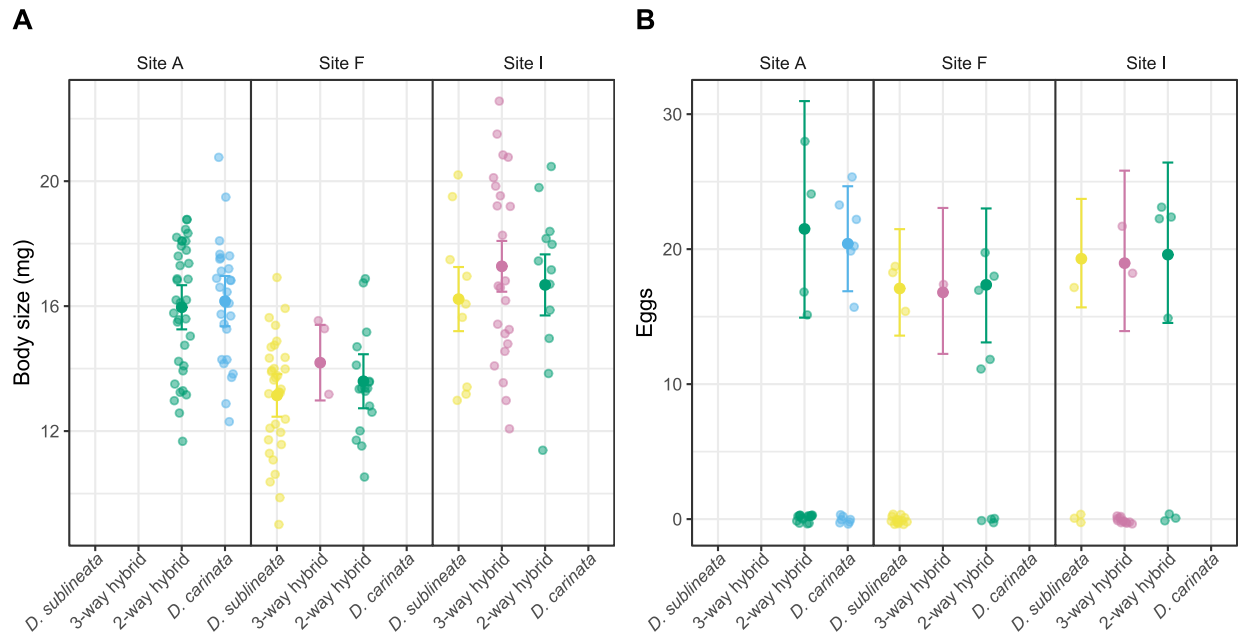 A
B
Site A
Site F
Site I
Site A
Site F
Site I
Body size (mg)
20
16
12
Eggs
30
20
10
0
D. sublineata
3-way hybrid
2-way hybrid
D. carinata
D. sublineata
3-way hybrid
2-way hybrid
D. carinata
D. sublineata
3-way hybrid
2-way hybrid
D. carinata
D. sublineata
3-way hybrid
2-way hybrid
D. carinata
D. sublineata
3-way hybrid
2-way hybrid
D. carinata
D. sublineata
3-way hybrid
2-way hybrid
D. carinata